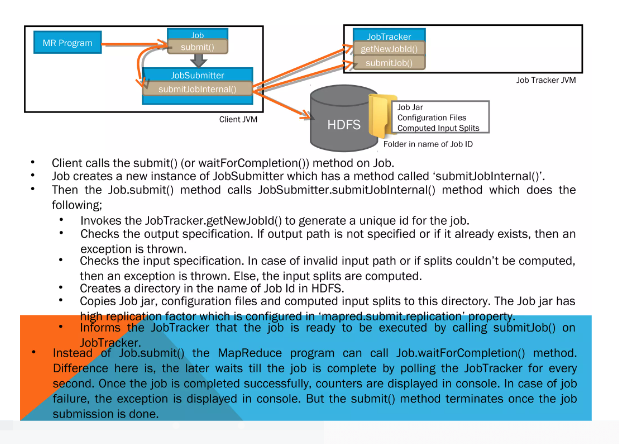 MR Program
Job
submit()
JobSubmitter
submitJobInternal()
Client JVM
JobTracker
getNewJobId()
submitJob()
Job Tracker JVM
HDFS
Job Jar
Configuration Files
Computed Input Splits
Folder in name of Job ID
• Client calls the submit() (or waitForCompletion()) method on Job.
• Job creates a new instance of JobSubmitter which has a method called ‘submitJobInternal()’.
• Then the Job.submit() method calls JobSubmitter.submitJobInternal() method which does the
following;
• Invokes the JobTracker.getNewJobId() to generate a unique id for the job.
• Checks the output specification. If output path is not specified or if it already exists, then an
exception is thrown.
• Checks the input specification. In case of invalid input path or if splits couldn’t be computed,
then an exception is thrown. Else, the input splits are computed.
• Creates a directory in the name of Job Id in HDFS.
• Copies Job jar, configuration files and computed input splits to this directory. The Job jar has
high replication factor which is configured in ‘mapred.submit.replication’ property.
• Informs the JobTracker that the job is ready to be executed by calling submitJob() on
JobTracker.
• Instead of Job.submit() the MapReduce program can call Job.waitForCompletion() method.
Difference here is, the later waits till the job is complete by polling the JobTracker for every
second. Once the job is completed successfully, counters are displayed in console. In case of job
failure, the exception is displayed in console. But the submit() method terminates once the job
submission is done.